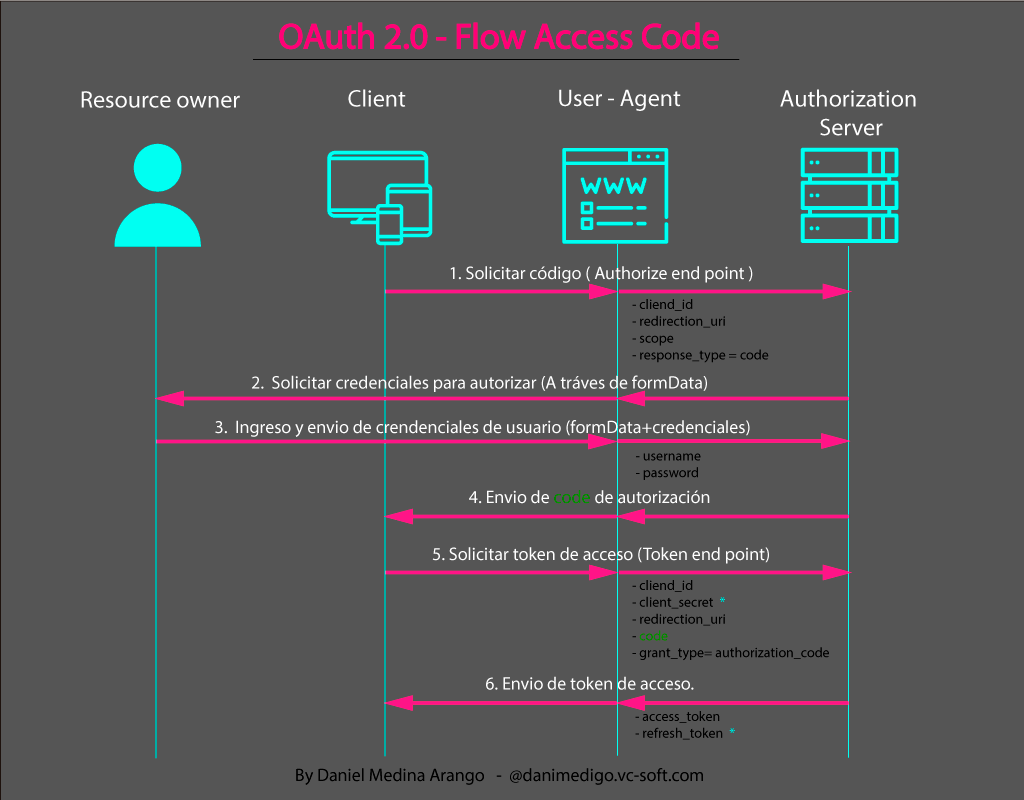 OAuth 2.0 - Flow Access Code
Resource owner
Client
User - Agent
Authorization
Server
WWW
1. Solicitar código ( Authorize end point )
- cliend_id
- redirection_uri
- scope
- response_type = code
2. Solicitar credenciales para autorizar (A tráves de formData)
3. Ingreso y envio de crendenciales de usuario (formData+credenciales)
- username
- password
4. Envio de code de autorización
5. Solicitar token de acceso (Token end point)
- cliend_id
- client_secret *
- redirection_uri
- code
- grant_type= authorization_code
6. Envio de token de acceso.
- access_token
- refresh_token *
By Daniel Medina Arango - @danimedigo.vc-soft.com